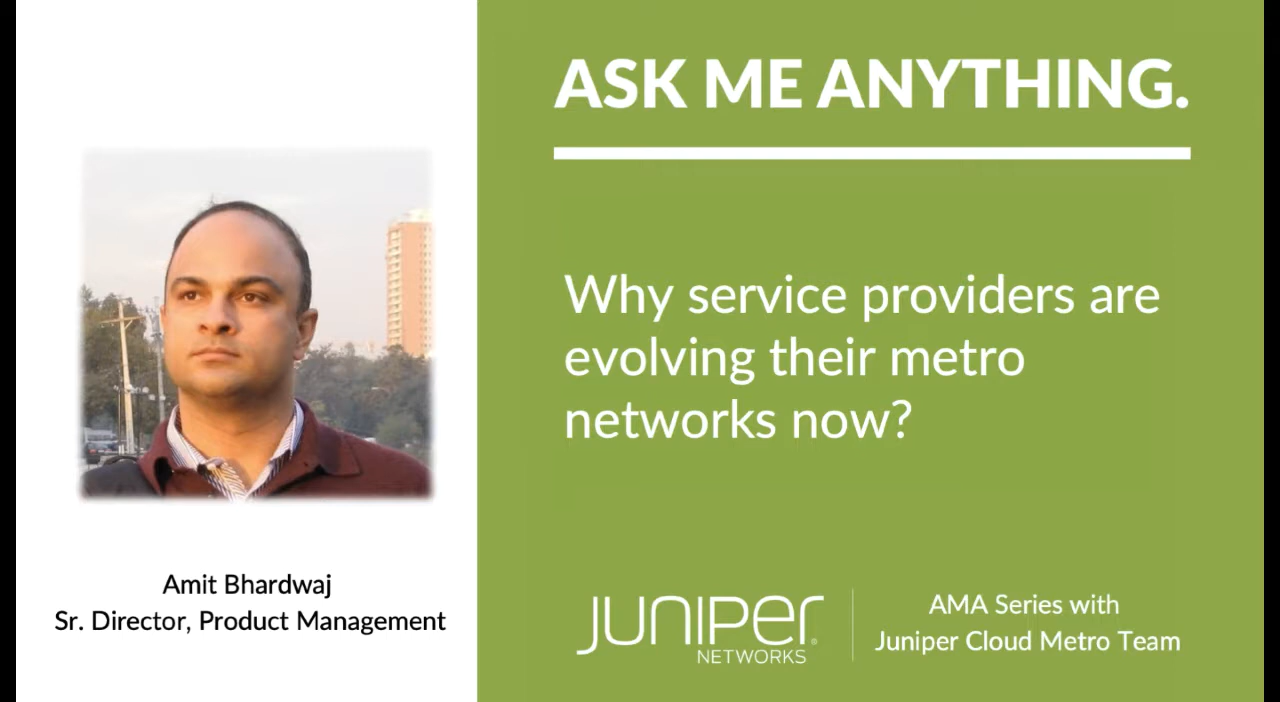 ASK ME ANYTHING.
Why service providers are
evolving their metro
networks now?
Amit Bhardwaj
Sr. Director, Product Management
JUNIPER
NETWORKS
AMA Series with
Juniper Cloud Metro Team